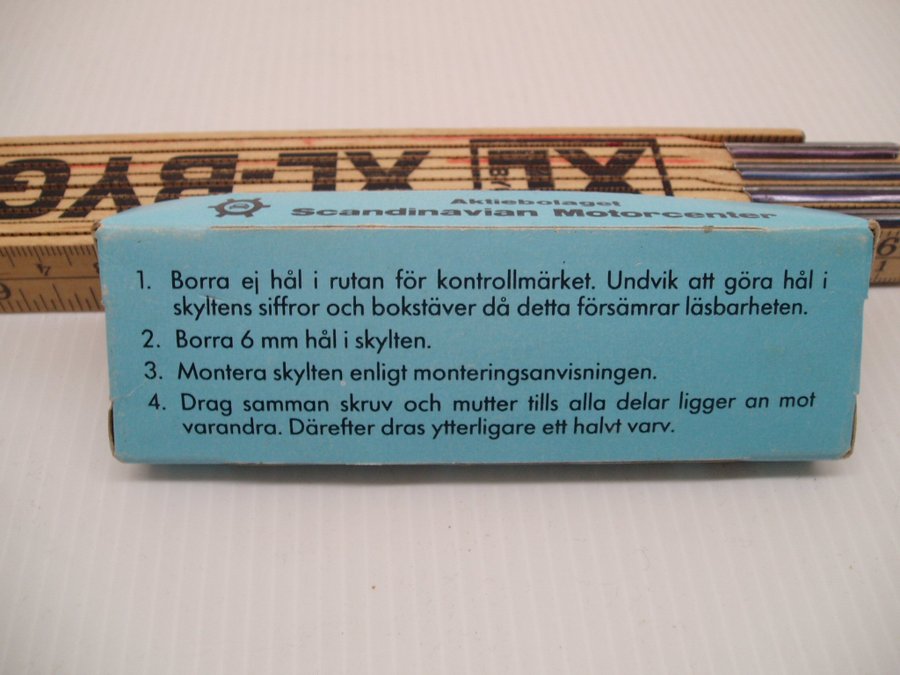 XL-BYG
XL
Aktiebolaget
Scandinavian Motorcenter
1. Borra ej hål i rutan för kontrollmärket. Undvik att göra hål i
skyltens siffror och bokstäver då detta försämrar läsbarheten.
2. Borra 6 mm hål i skylten.
3. Montera skylten enligt monteringsanvisningen.
4. Drag samman skruv och mutter tills alla delar ligger an mot
varandra. Därefter dras ytterligare ett halvt varv.